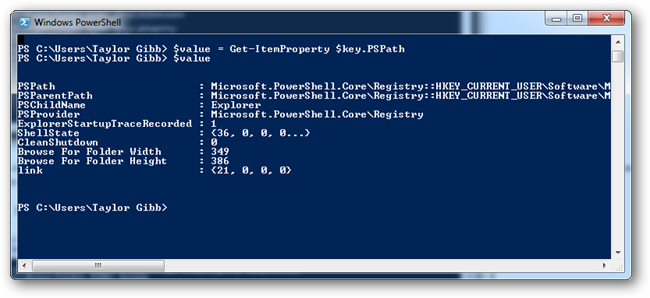 Windows PowerShell
PS C:\Users\Taylor Gibb> $value = Get-ItemProperty $key.PSPath
PS C:\Users\Taylor Gibb> $value
PSPath : Microsoft.PowerShell.Core\Registry::HKEY_CURRENT_USER\Software\M
PSParentPath : Microsoft.PowerShell.Core\Registry::HKEY_CURRENT_USER\Software\M
PSChildName : Explorer
PSProvider : Microsoft.PowerShell.Core\Registry
ExplorerStartupTraceRecorded : 1
ShellState : {36, 0, 0, 0...}
CleanShutdown : 0
Browse For Folder Width : 349
Browse For Folder Height : 386
link : {21, 0, 0, 0}
PS C:\Users\Taylor Gibb>